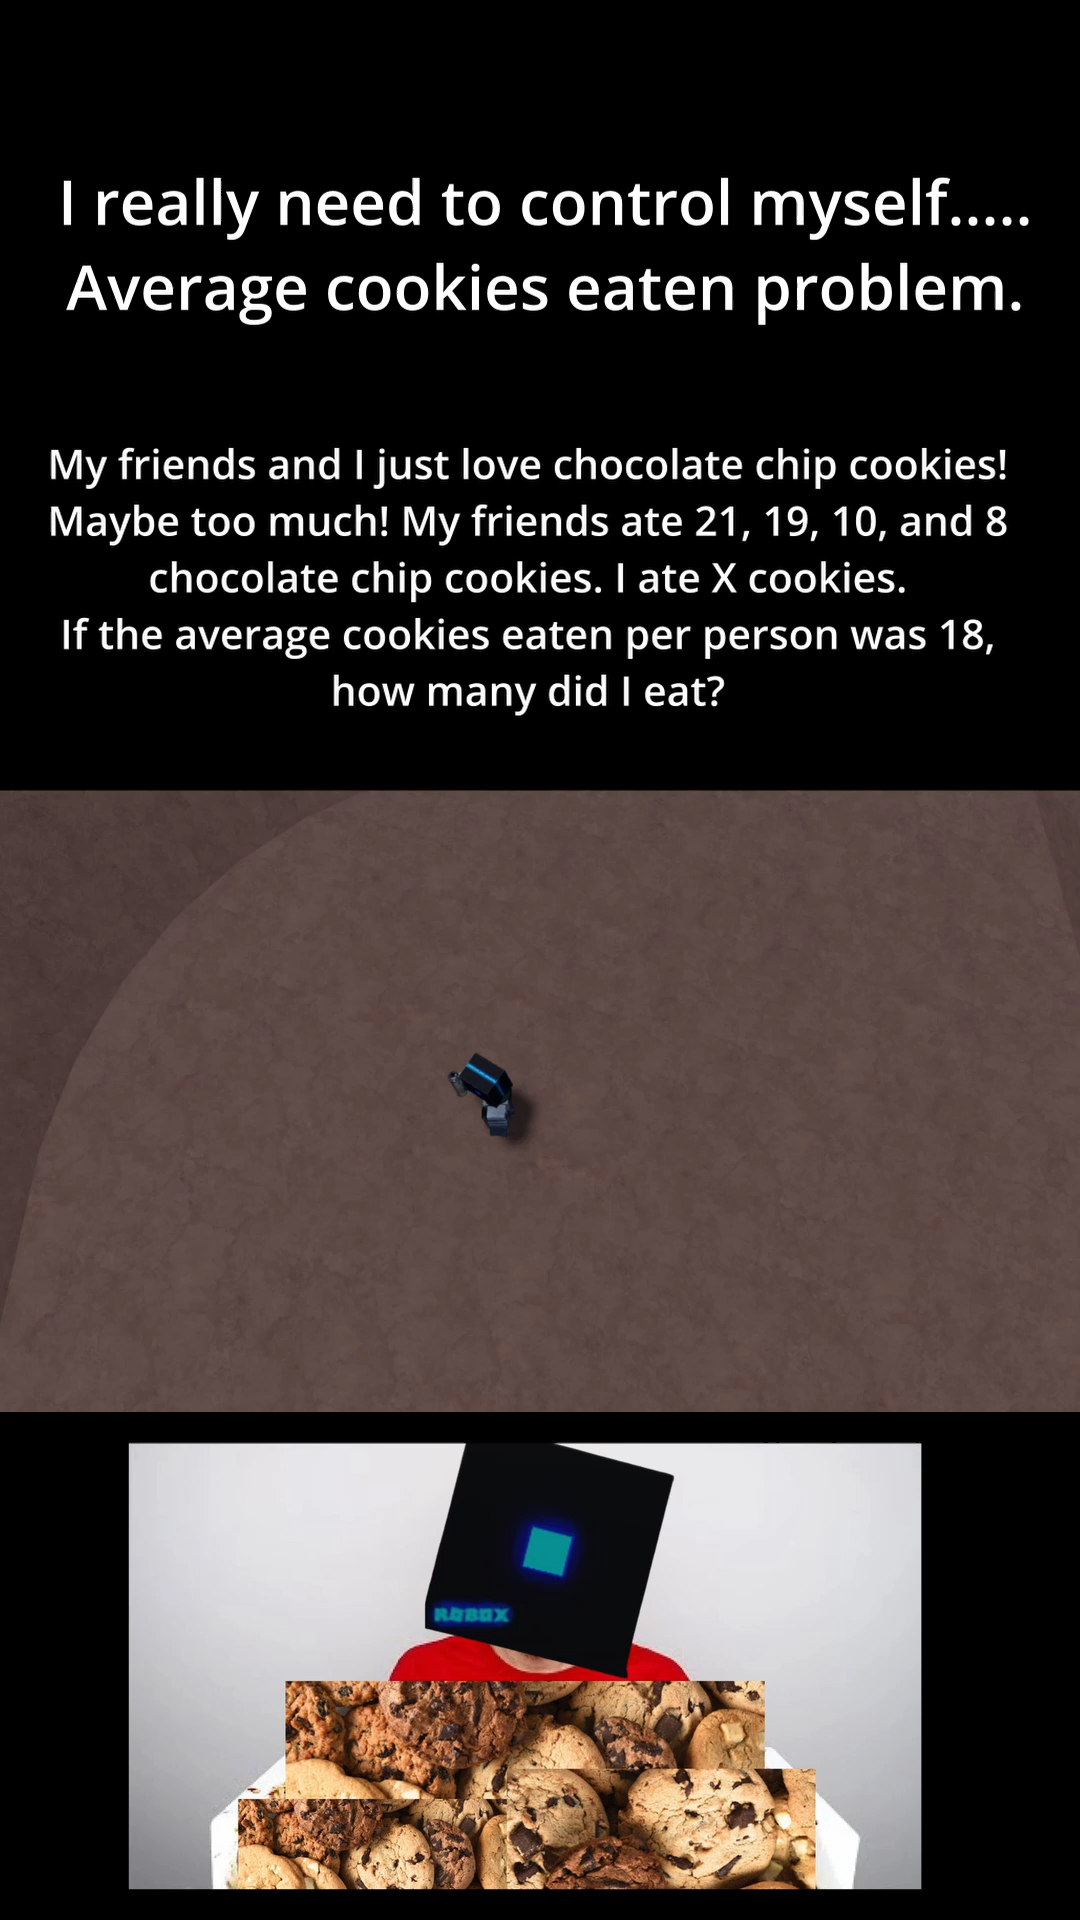 I really need to control myself.....
Average cookies eaten problem.
My friends and I just love chocolate chip cookies!
Maybe too much! My friends ate 21, 19, 10, and 8
chocolate chip cookies. I ate X cookies.
If the average cookies eaten per person was 18,
how many did I eat?
ROBOX